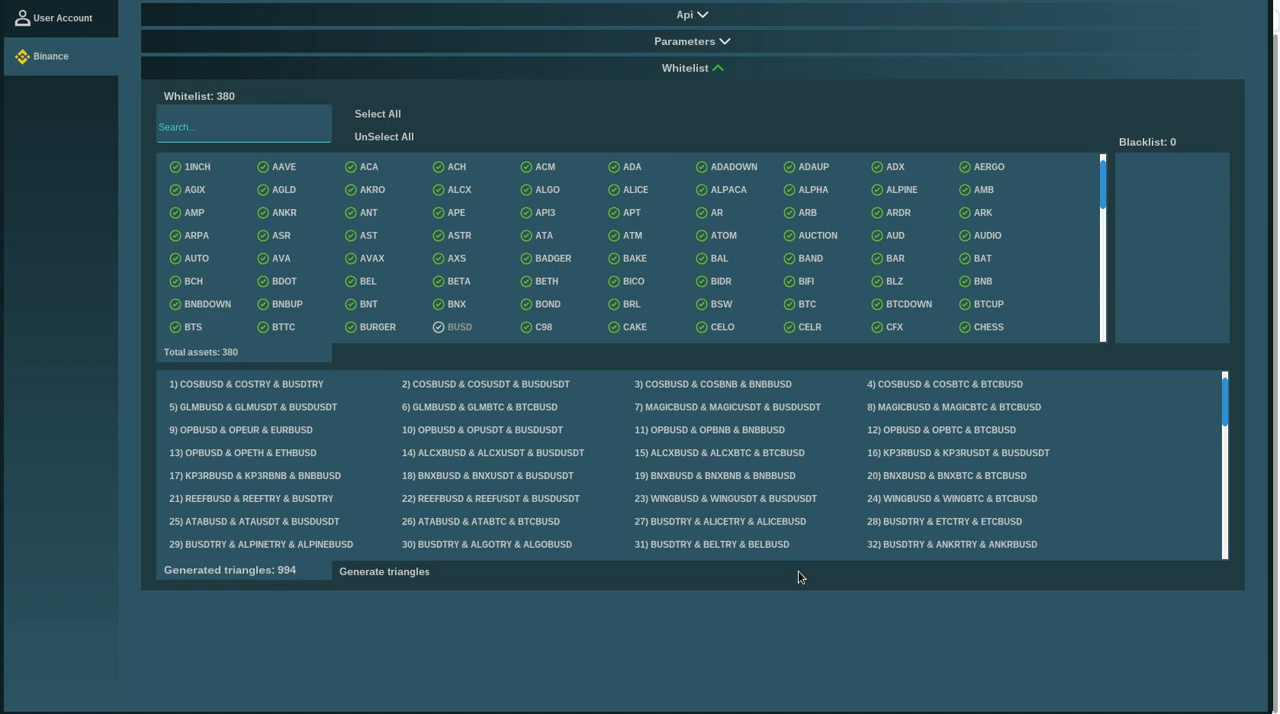 User Account
Binance
Api
Parameters
Whitelist
Whitelist: 380
Search...
Select All
UnSelect All
Blacklist: 0
1INCH AAVE ACA ACH ACM ADA ADADOWN ADAUP ADX AERGO
AGIX AGLD AKRO ALCX ALGO ALICE ALPACA ALPHA ALPINE AMB
AMP ANKR ANT APE API3 APT AR ARB ARDR ARK
ARPA ASR AST ASTR ATA ATM ATOM AUCTION AUD AUDIO
AUTO AVA AVAX AXS BADGER BAKE BAL BAND BAR BAT
BCH BDOT BEL BETA BETH BICO BIDR BIFI BLZ BNB
BNBDOWN BNBUP BNT BNX BOND BRL BSW BTC BTCDOWN BTCUP
BTS BTTC BURGER BUSD C98 CAKE CELO CELR CFX CHESS
Total assets: 380
1) COSBUSD & COSTRY & BUSDTRY 2) COSBUSD & COSUSDT & BUSDUSDT 3) COSBUSD & COSBNB & BNBBUSD 4) COSBUSD & COSBTC & BTCBUSD
5) GLMBUSD & GLMUSDT & BUSDUSDT 6) GLMBUSD & GLMBTC & BTCBUSD 7) MAGICBUSD & MAGICUSDT & BUSDUSDT 8) MAGICBUSD & MAGICBTC & BTCBUSD
9) OPBUSD & OPEUR & EURBUSD 10) OPBUSD & OPUSDT & BUSDUSDT 11) OPBUSD & OPBNB & BNBBUSD 12) OPBUSD & OPBTC & BTCBUSD
13) OPBUSD & OPETH & ETHBUSD 14) ALCXBUSD & ALCXUSDT & BUSDUSDT 15) ALCXBUSD & ALCXBTC & BTCBUSD 16) KP3RBUSD & KP3RUSDT & BUSDUSDT
17) KP3RBUSD & KP3RBNB & BNBBUSD 18) BNXBUSD & BNXUSDT & BUSDUSDT 19) BNXBUSD & BNXBNB & BNBBUSD 20) BNXBUSD & BNXBTC & BTCBUSD
21) REEFBUSD & REEFTRY & BUSDTRY 22) REEFBUSD & REEFUSDT & BUSDUSDT 23) WINGBUSD & WINGUSDT & BUSDUSDT 24) WINGBUSD & WINGBTC & BTCBUSD
25) ATABUSD & ATAUSDT & BUSDUSDT 26) ATABUSD & ATABTC & BTCBUSD 27) BUSDTRY & ALICETRY & ALICEBUSD 28) BUSDTRY & ETCTRY & ETCBUSD
29) BUSDTRY & ALPINETRY & ALPINEBUSD 30) BUSDTRY & ALGOTRY & ALGOBUSD 31) BUSDTRY & BELTRY & BELBUSD 32) BUSDTRY & ANKRTRY & ANKRBUSD
Generated triangles: 994
Generate triangles